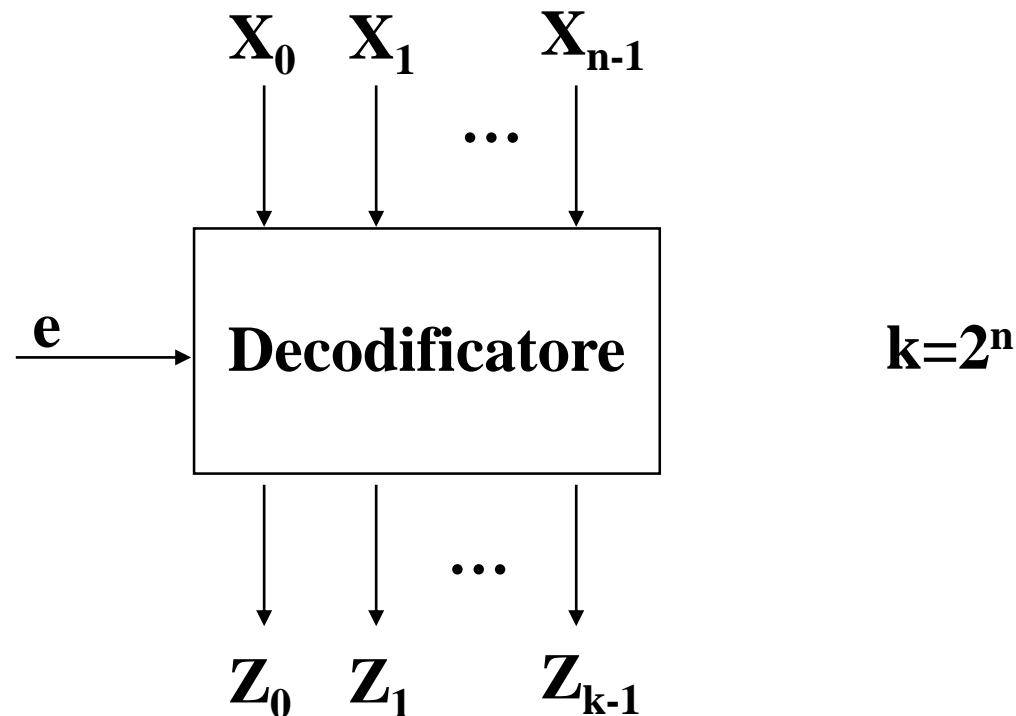 X₀ X₁ Xₙ₋₁
...
e
Decodificatore
k=2ⁿ
...
Z₀ Z₁ Zₖ₋₁